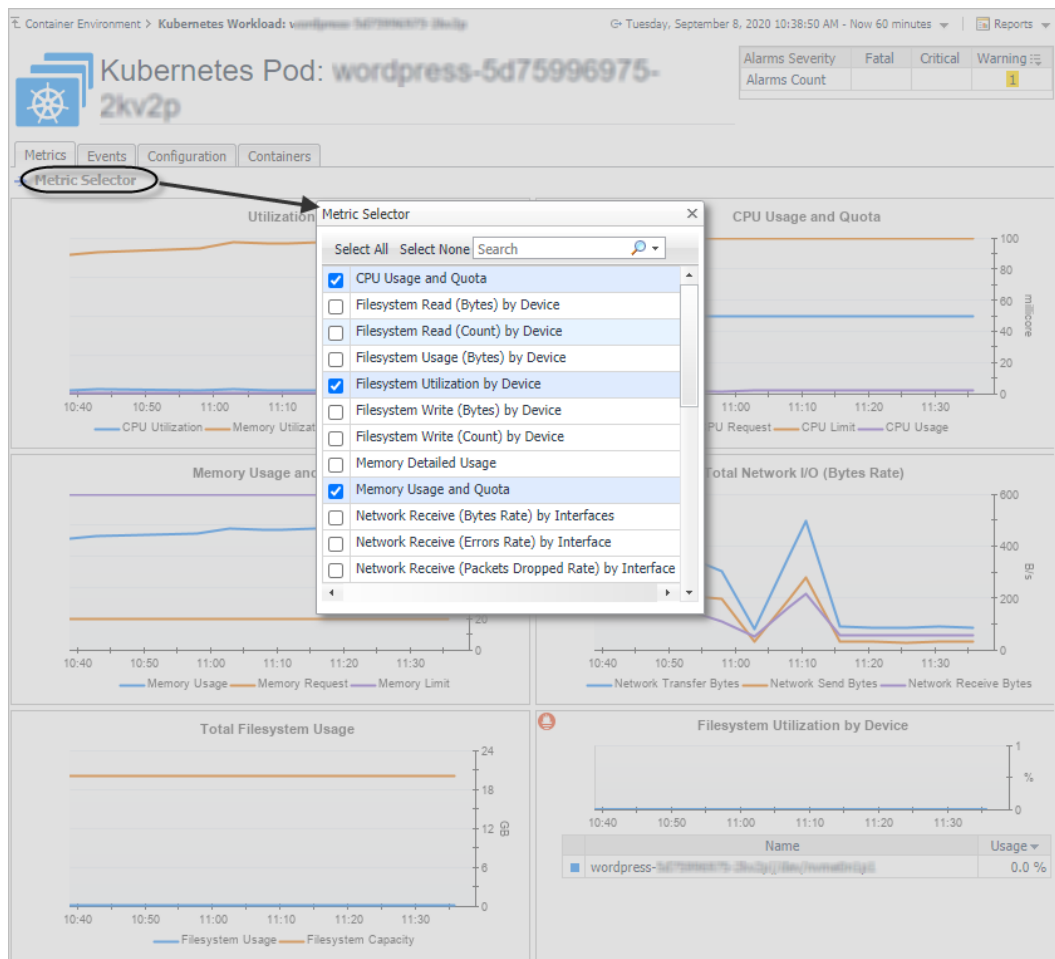 Container Environment > Kubernetes Workload:
Tuesday, September 8, 2020 10:38:50 AM - Now 60 minutes | Reports
Kubernetes Pod: wordpress-5d75996975-
2kv2p
Alarms Severity Fatal Critical Warning
Alarms Count 1
Metrics Events Configuration Containers
Metric Selector
Utilization
CPU Usage and Quota
100
80
60
40
20
0
millicore
10:40 10:50 11:00 11:10
CPU Utilization Memory Utilizat
11:00 11:10 11:20 11:30
PU Request CPU Limit CPU Usage
Metric Selector
Select All Select None Search
CPU Usage and Quota
Filesystem Read (Bytes) by Device
Filesystem Read (Count) by Device
Filesystem Usage (Bytes) by Device
Filesystem Utilization by Device
Filesystem Write (Bytes) by Device
Filesystem Write (Count) by Device
Memory Detailed Usage
Memory Usage and Quota
Network Receive (Bytes Rate) by Interfaces
Network Receive (Errors Rate) by Interface
Network Receive (Packets Dropped Rate) by Interface
Memory Usage and
20
0
10:40 10:50 11:00 11:10 11:20 11:30
Memory Usage Memory Request Memory Limit
Total Network I/O (Bytes Rate)
600
400
200
0
B/s
10:40 10:50 11:00 11:10 11:20 11:30
Network Transfer Bytes Network Send Bytes Network Receive Bytes
Total Filesystem Usage
24
18
12
6
0
GB
10:40 10:50 11:00 11:10 11:20 11:30
Filesystem Usage Filesystem Capacity
Filesystem Utilization by Device
1
0
%
10:40 10:50 11:00 11:10 11:20 11:30
Name Usage
wordpress- 0.0 %